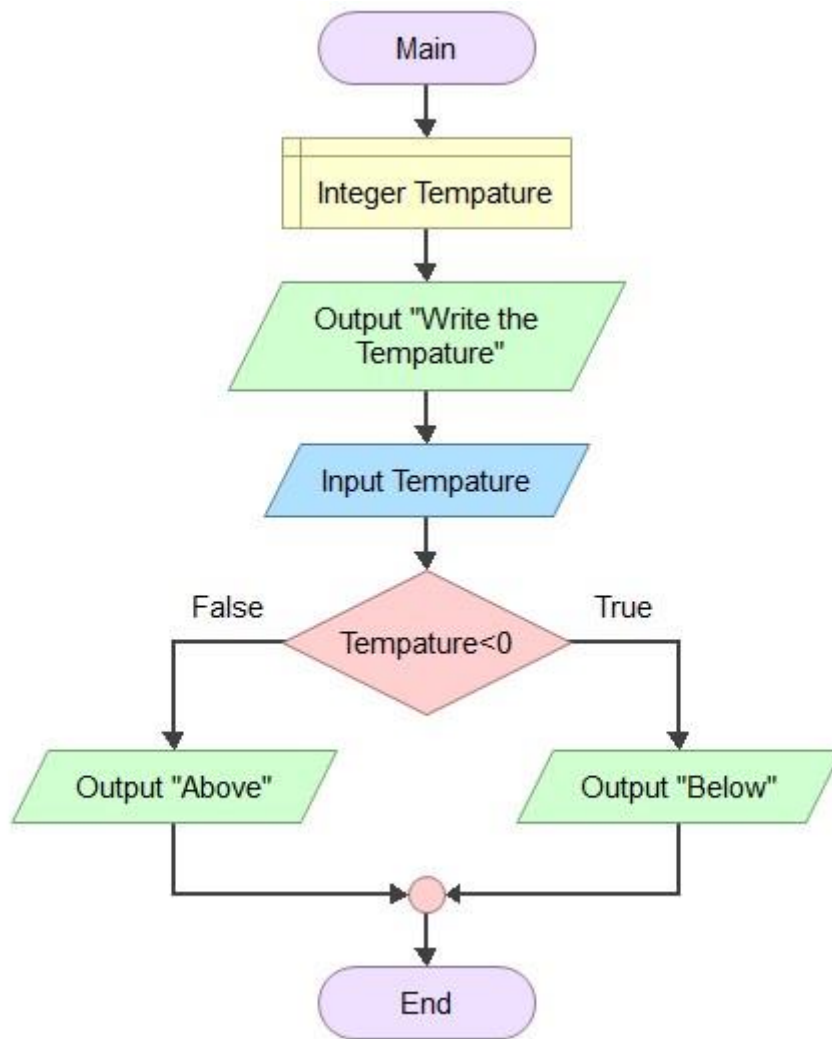 Main
Integer Tempature
Output "Write the
Tempature"
Input Tempature
False
True
Tempature<0
Output "Above"
Output "Below"
End